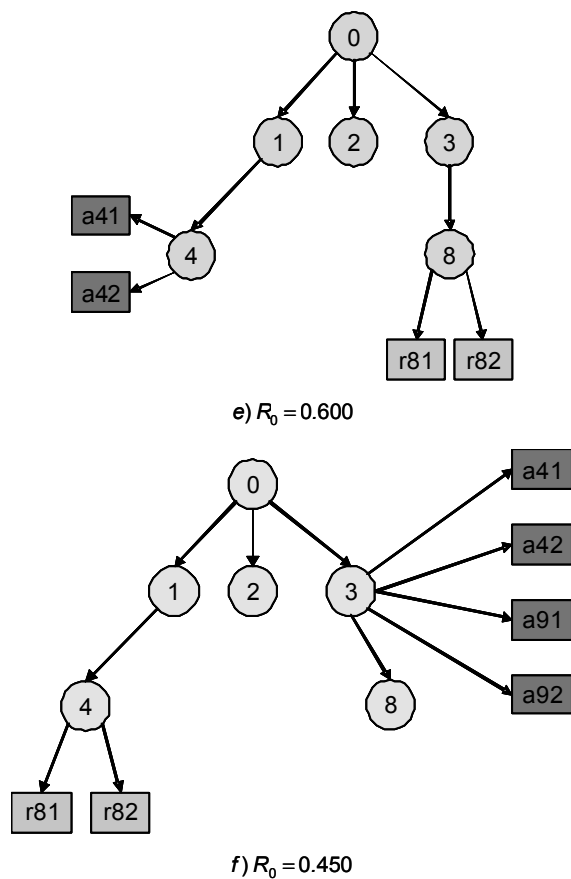 0
1 2 3
a41
4 8
a42
r81 r82
e) R₀ = 0.600
a41
0
a42
1 2 3
a91
a92
4 8
r81 r82
f) R₀ = 0.450